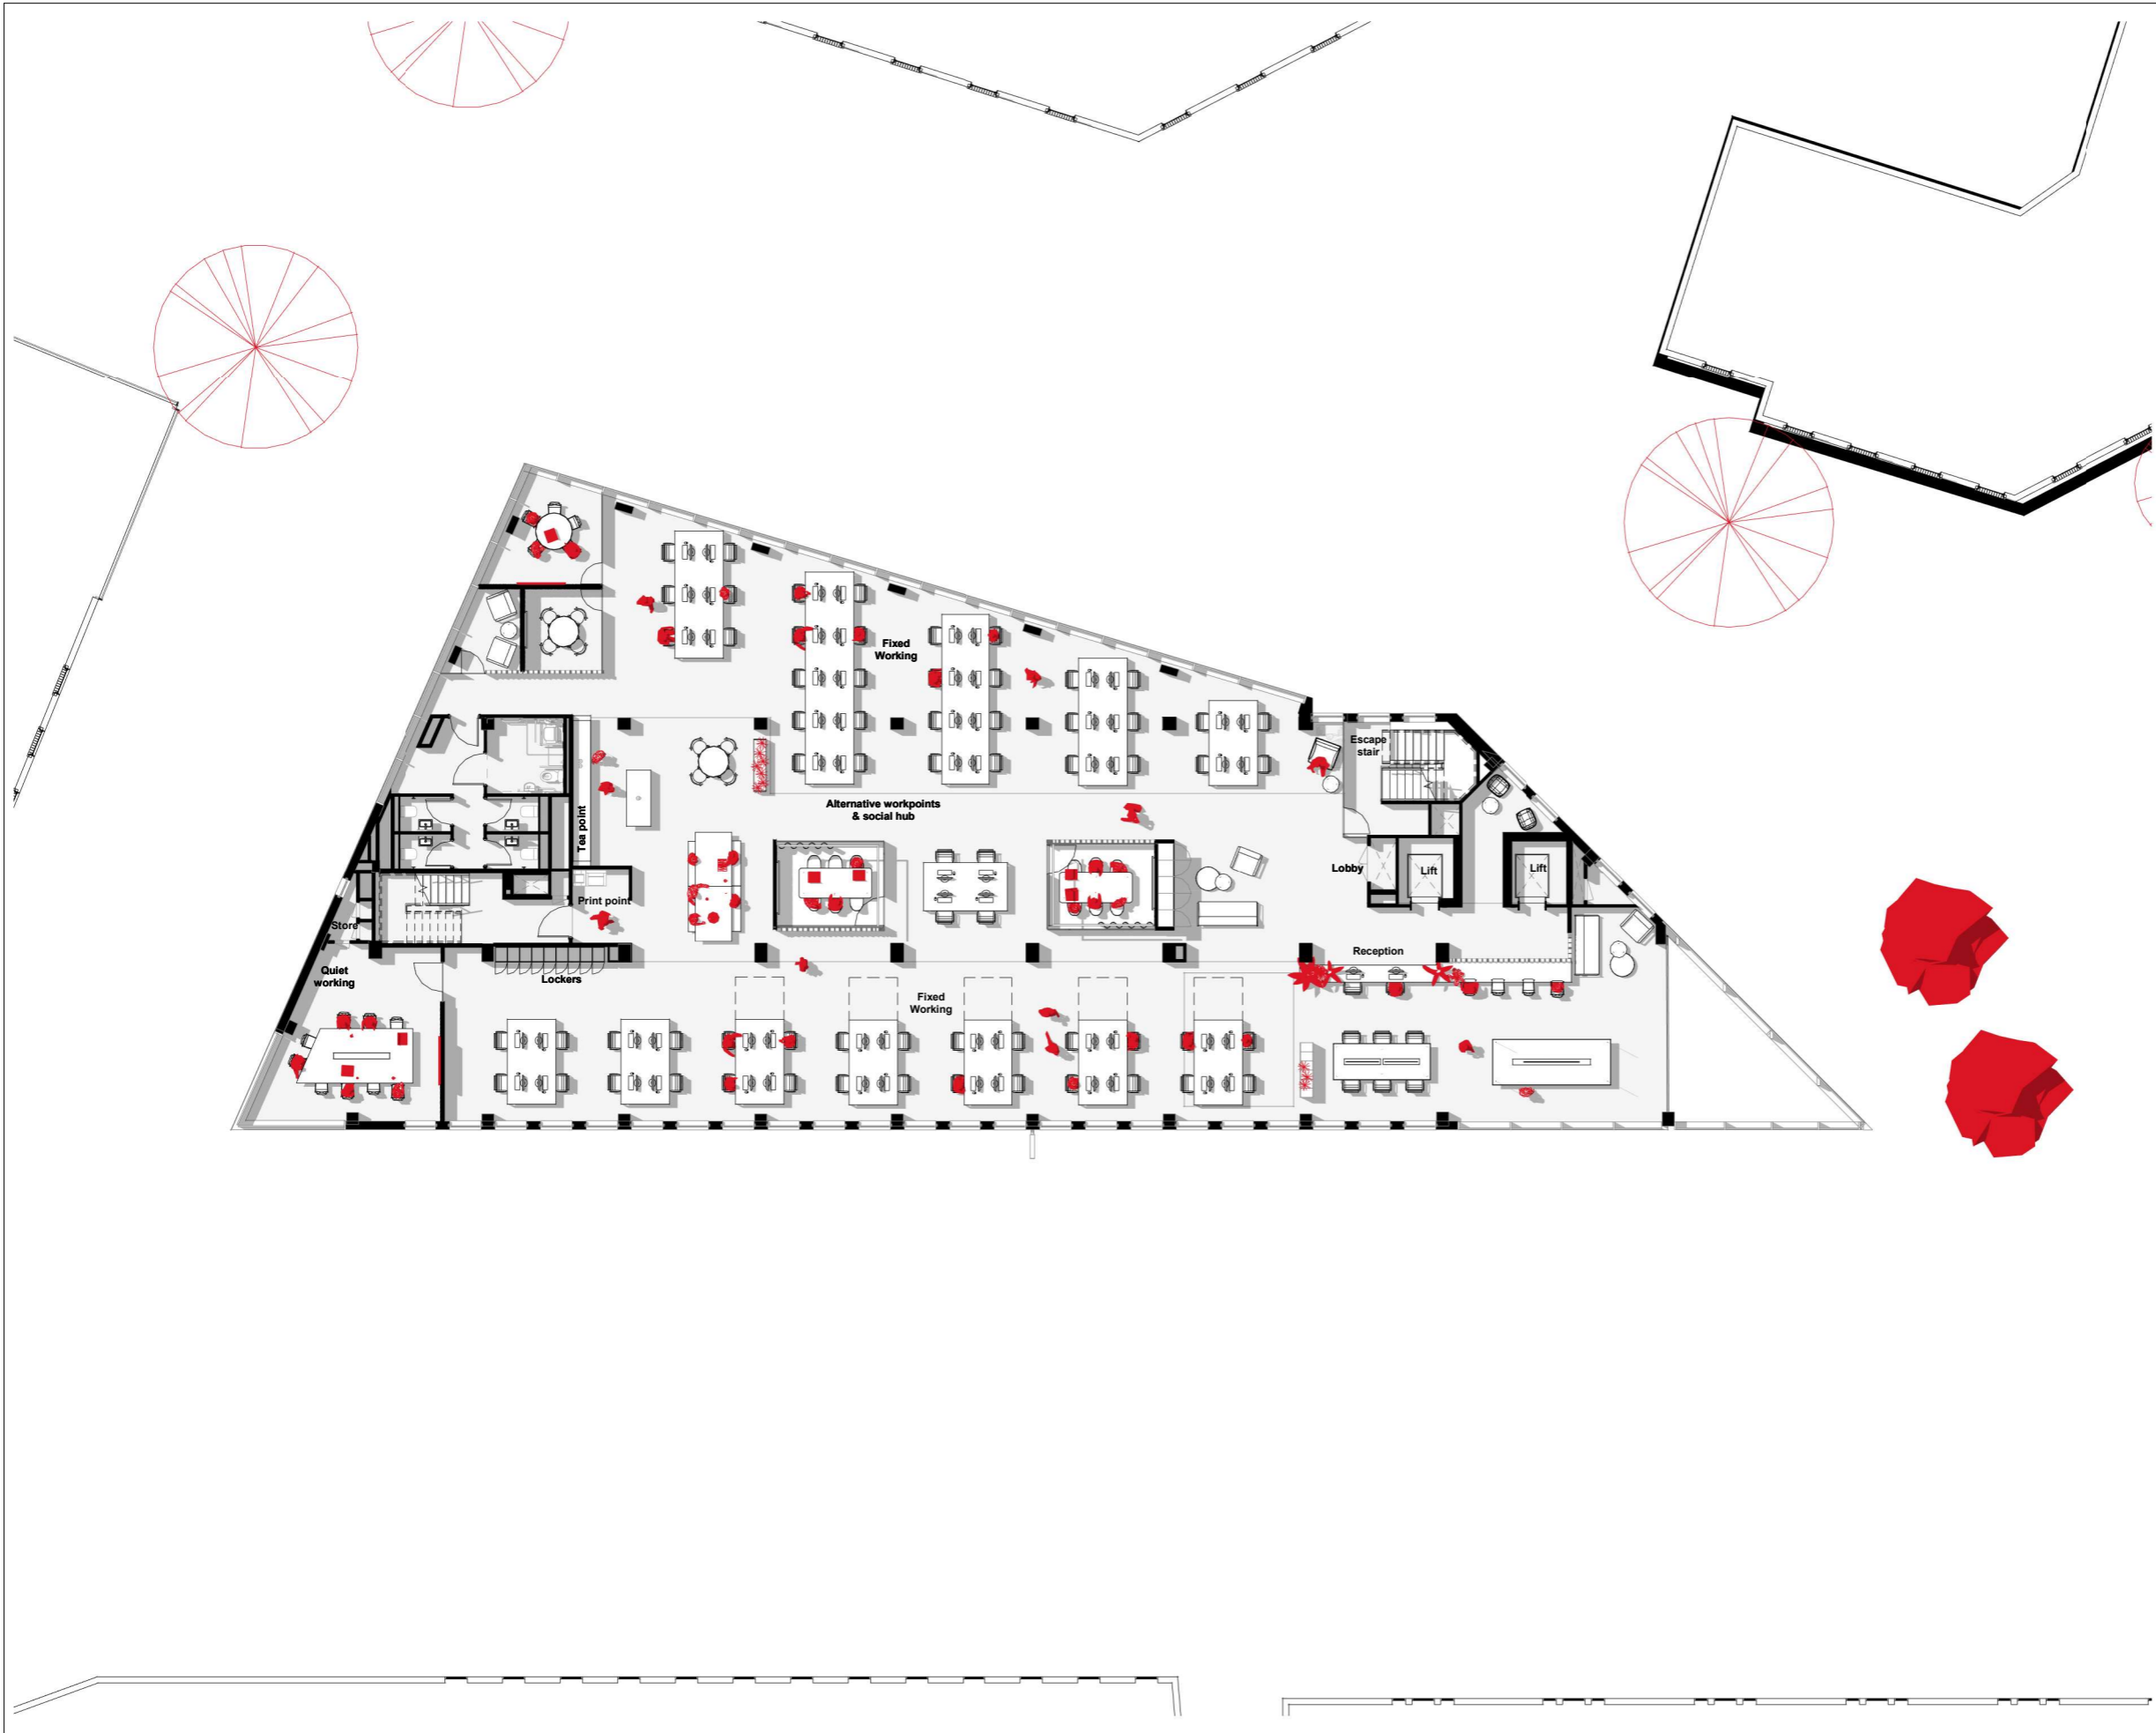 Fixed
Working
Escape
stair
Alternative workpoints
& social hub
Tea point
Lobby
Lift
Lift
Print point
Store
Reception
Quiet
working
Lockers
Fixed
Working